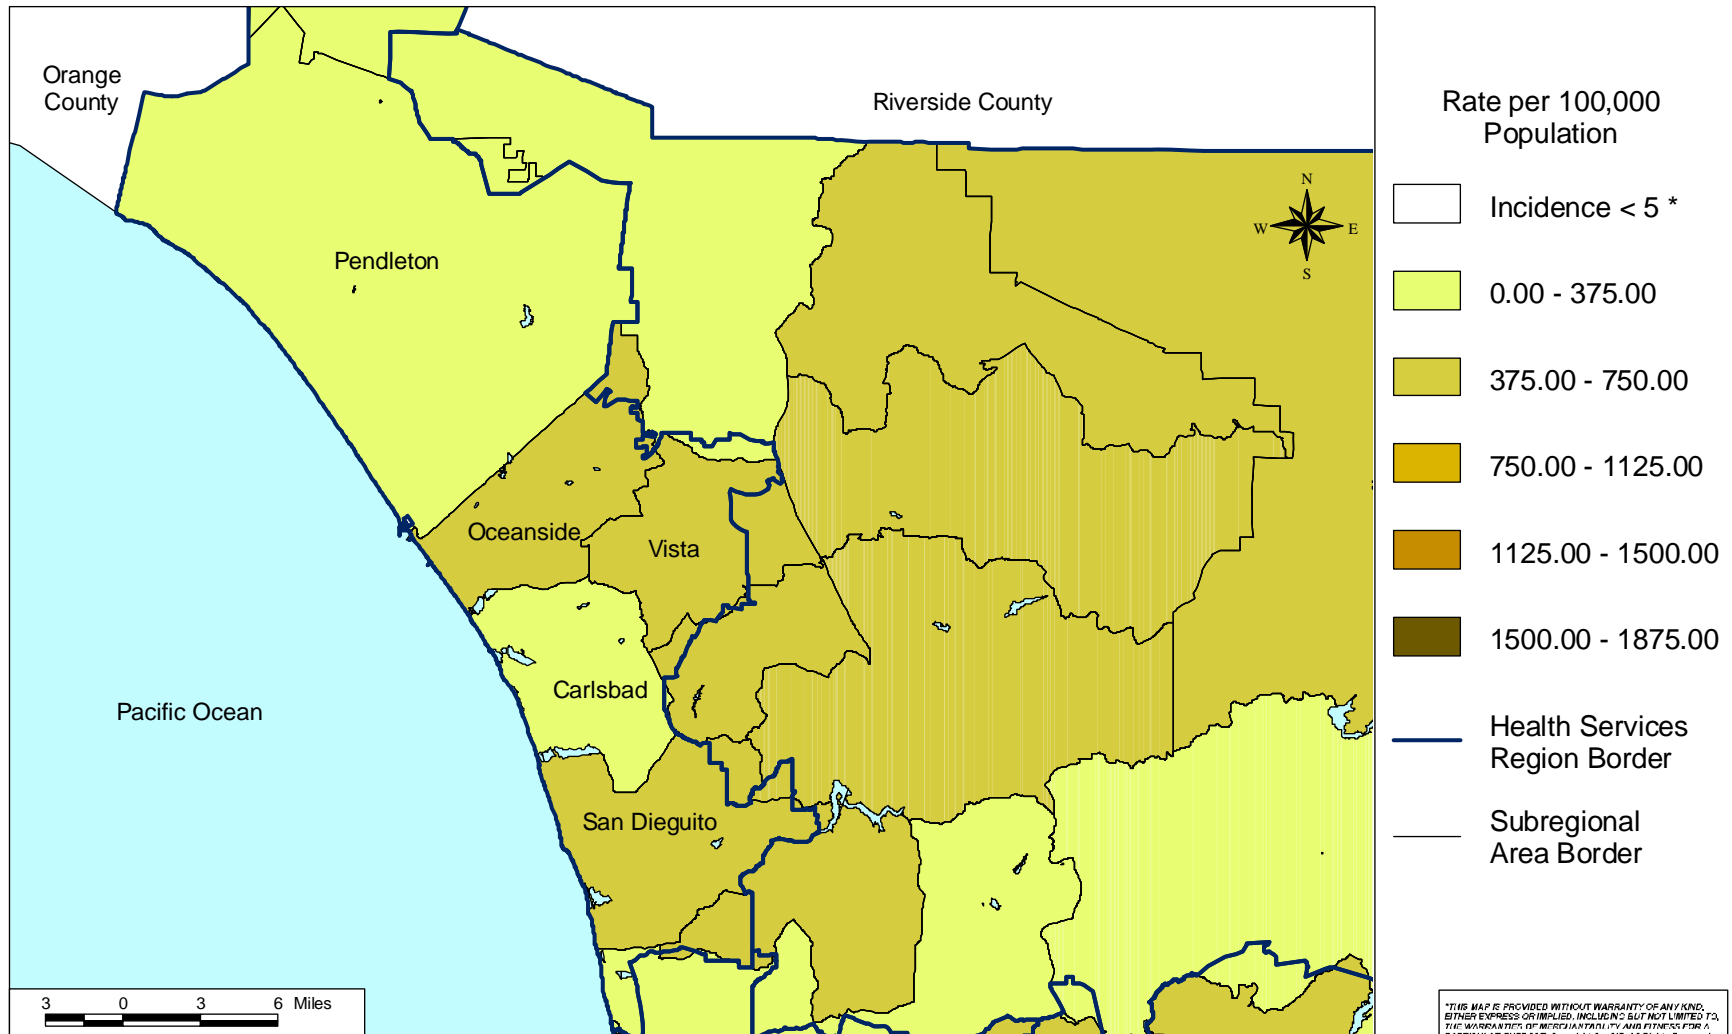 Orange
County
Riverside County
N
W E
S
Pendleton
Oceanside
Vista
Carlsbad
Pacific Ocean
San Dieguito
3 0 3 6 Miles
Rate per 100,000
Population
Incidence < 5 *
0.00 - 375.00
375.00 - 750.00
750.00 - 1125.00
1125.00 - 1500.00
1500.00 - 1875.00
Health Services
Region Border
Subregional
Area Border
*THIS MAP IS PROVIDED WITHOUT WARRANTY OF ANY KIND,
EITHER EXPRESS OR IMPLIED, INCLUDING BUT NOT LIMITED TO,
THE WARRANTIES OF MERCHANTABILITY AND FITNESS FOR A